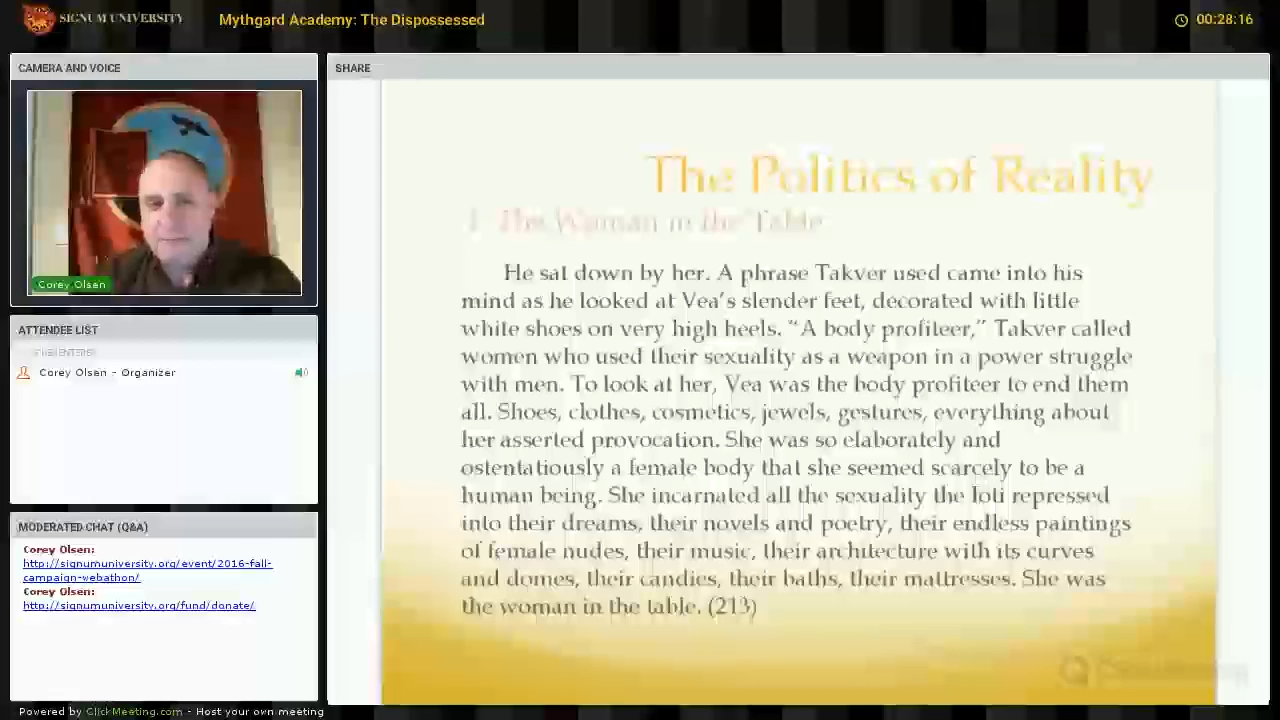 SIGNUM UNIVERSITY
Mythgard Academy: The Dispossessed
00:28:16
CAMERA AND VOICE
Corey Olsen
ATTENDEE LIST
Corey Olsen - Organizer
MODERATED CHAT (Q&A)
Corey Olsen:
http://signumuniversity.org/event/2016-fall-
campaign-webathon/
Corey Olsen:
http://signumuniversity.org/fund/donate/
SHARE
The Politics of Reality
The Woman in the Table
He sat down by her. A phrase Takver used came into his
mind as he looked at Vea's slender feet, decorated with little
white shoes on very high heels. “A body profiteer,” Takver called
women who used their sexuality as a weapon in a power struggle
with men. To look at her, Vea was the body profiteer to end them
all. Shoes, clothes, cosmetics, jewels, gestures, everything about
her asserted provocation. She was so elaborately and
ostentatiously a female body that she seemed scarcely to be a
human being. She incarnated all the sexuality the Ioti repressed
into their dreams, their novels and poetry, their endless paintings
of female nudes, their music, their architecture with its curves
and domes, their candies, their baths, their mattresses. She was
the woman in the table. (213)
Powered by ClickMeeting.com - Host your own meeting